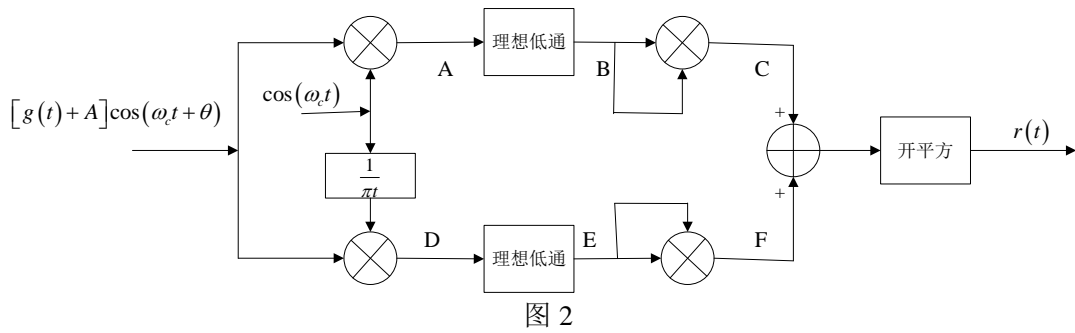 理想低通
A
B
C
cos(ω_c t)
[g(t)+A]cos(ω_c t+θ)
+
r(t)
开平方
1/πt
+
D
理想低通
E
F
图 2